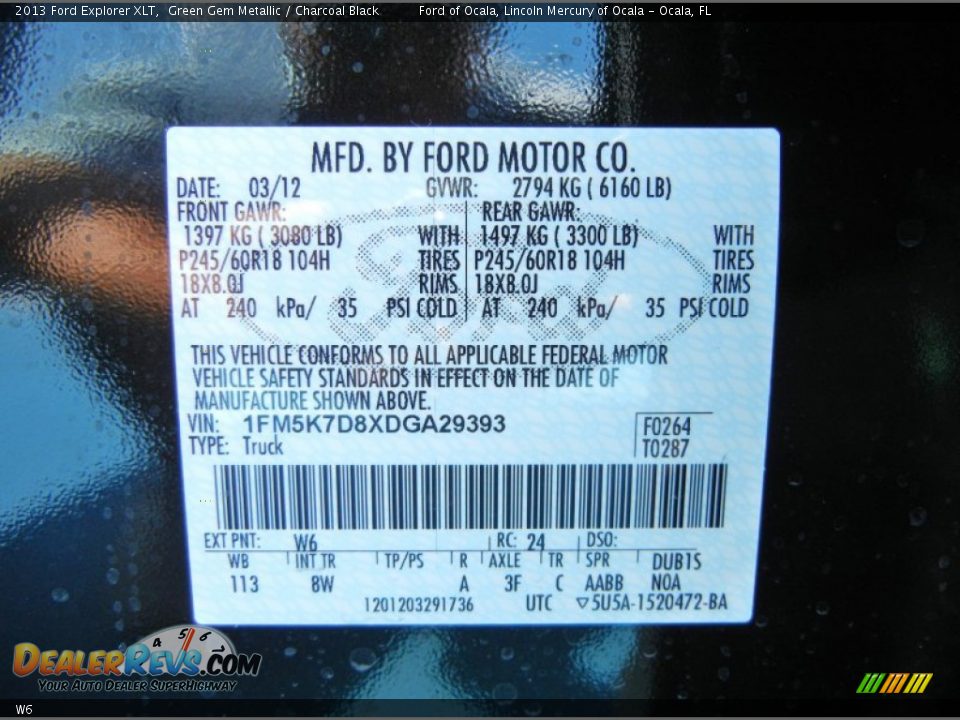 2013 Ford Explorer XLT, Green Gem Metallic / Charcoal Black Ford of Ocala, Lincoln Mercury of Ocala - Ocala, FL
MFD. BY FORD MOTOR CO.
DATE: 03/12 GVWR: 2794 KG ( 6160 LB)
FRONT GAWR: REAR GAWR:
1397 KG ( 3080 LB) WITH 1497 KG ( 3300 LB) WITH
P245/60R18 104H TIRES P245/60R18 104H TIRES
18X8.0J RIMS 18X8.0J RIMS
AT 240 kPa/ 35 PSI COLD AT 240 kPa/ 35 PSI COLD
Ford
THIS VEHICLE CONFORMS TO ALL APPLICABLE FEDERAL MOTOR
VEHICLE SAFETY STANDARDS IN EFFECT ON THE DATE OF
MANUFACTURE SHOWN ABOVE.
VIN: 1FM5K7D8XDGA29393 F0264
TYPE: Truck T0287
EXT PNT: W6 RC: 24 DSO:
WB INT TR TP/PS R AXLE TR SPR DUB1S
113 8W A 3F C AABB N0A
1201203291736 UTC ▽5U5A-1520472-BA
4 5 6 7
DEALERREVS.COM
YOUR AUTO DEALER SUPERHIGHWAY
W6